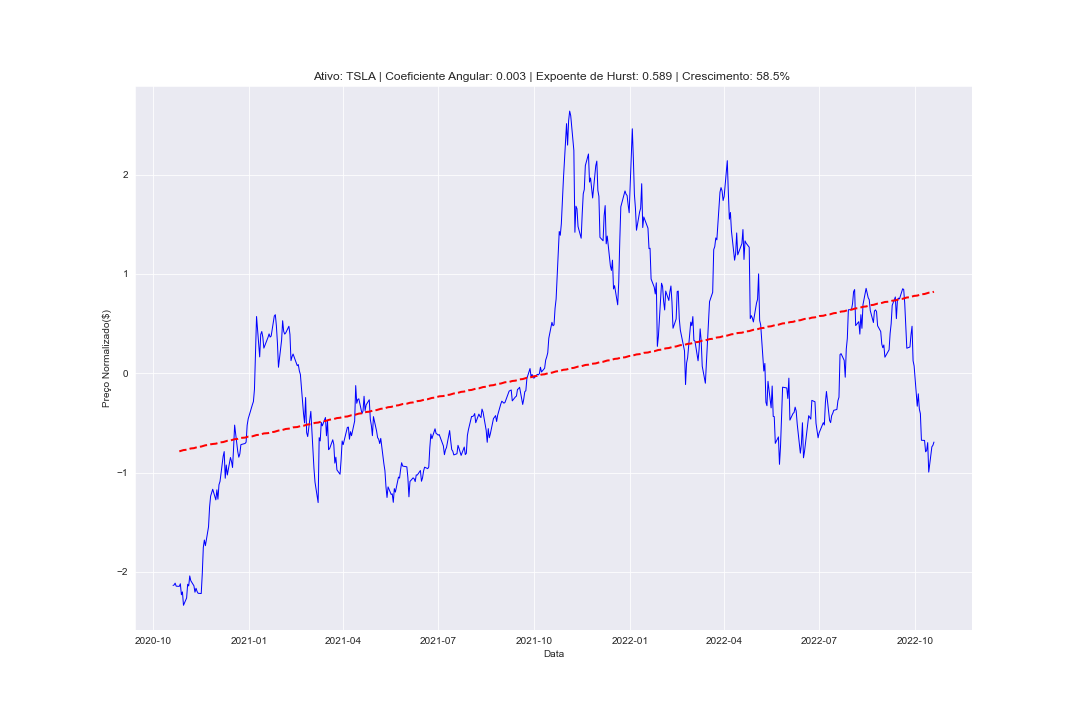 Ativo: TSLA | Coeficiente Angular: 0.003 | Expoente de Hurst: 0.589 | Crescimento: 58.5%
Preço Normalizado($)
2
1
0
−1
−2
2020-10 2021-01 2021-04 2021-07 2021-10 2022-01 2022-04 2022-07 2022-10
Data